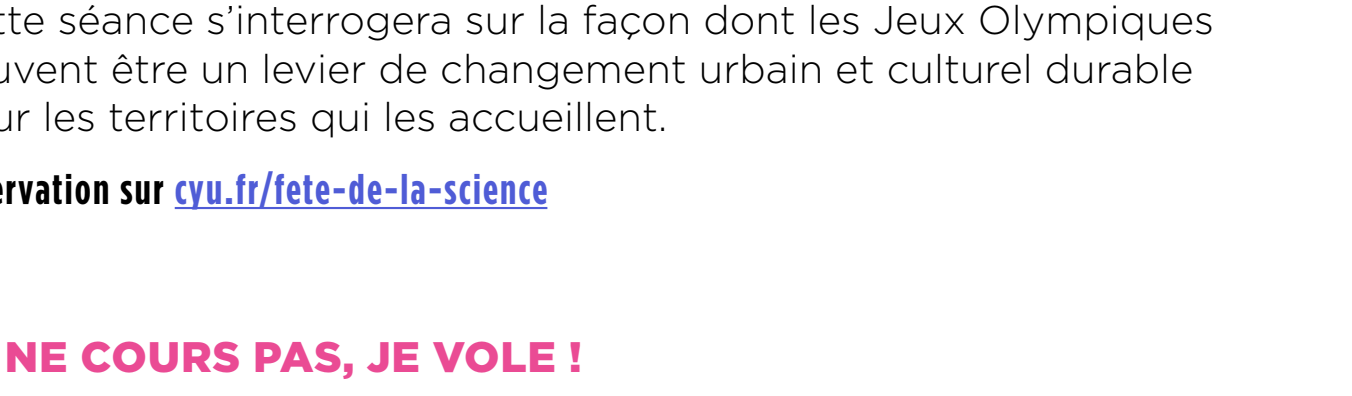 tte séance s'interrogera sur la façon dont les Jeux Olympiques
uvent être un levier de changement urbain et culturel durable
ur les territoires qui les accueillent.
ervation sur cyu.fr/fete-de-la-science
NE COURS PAS, JE VOLE !